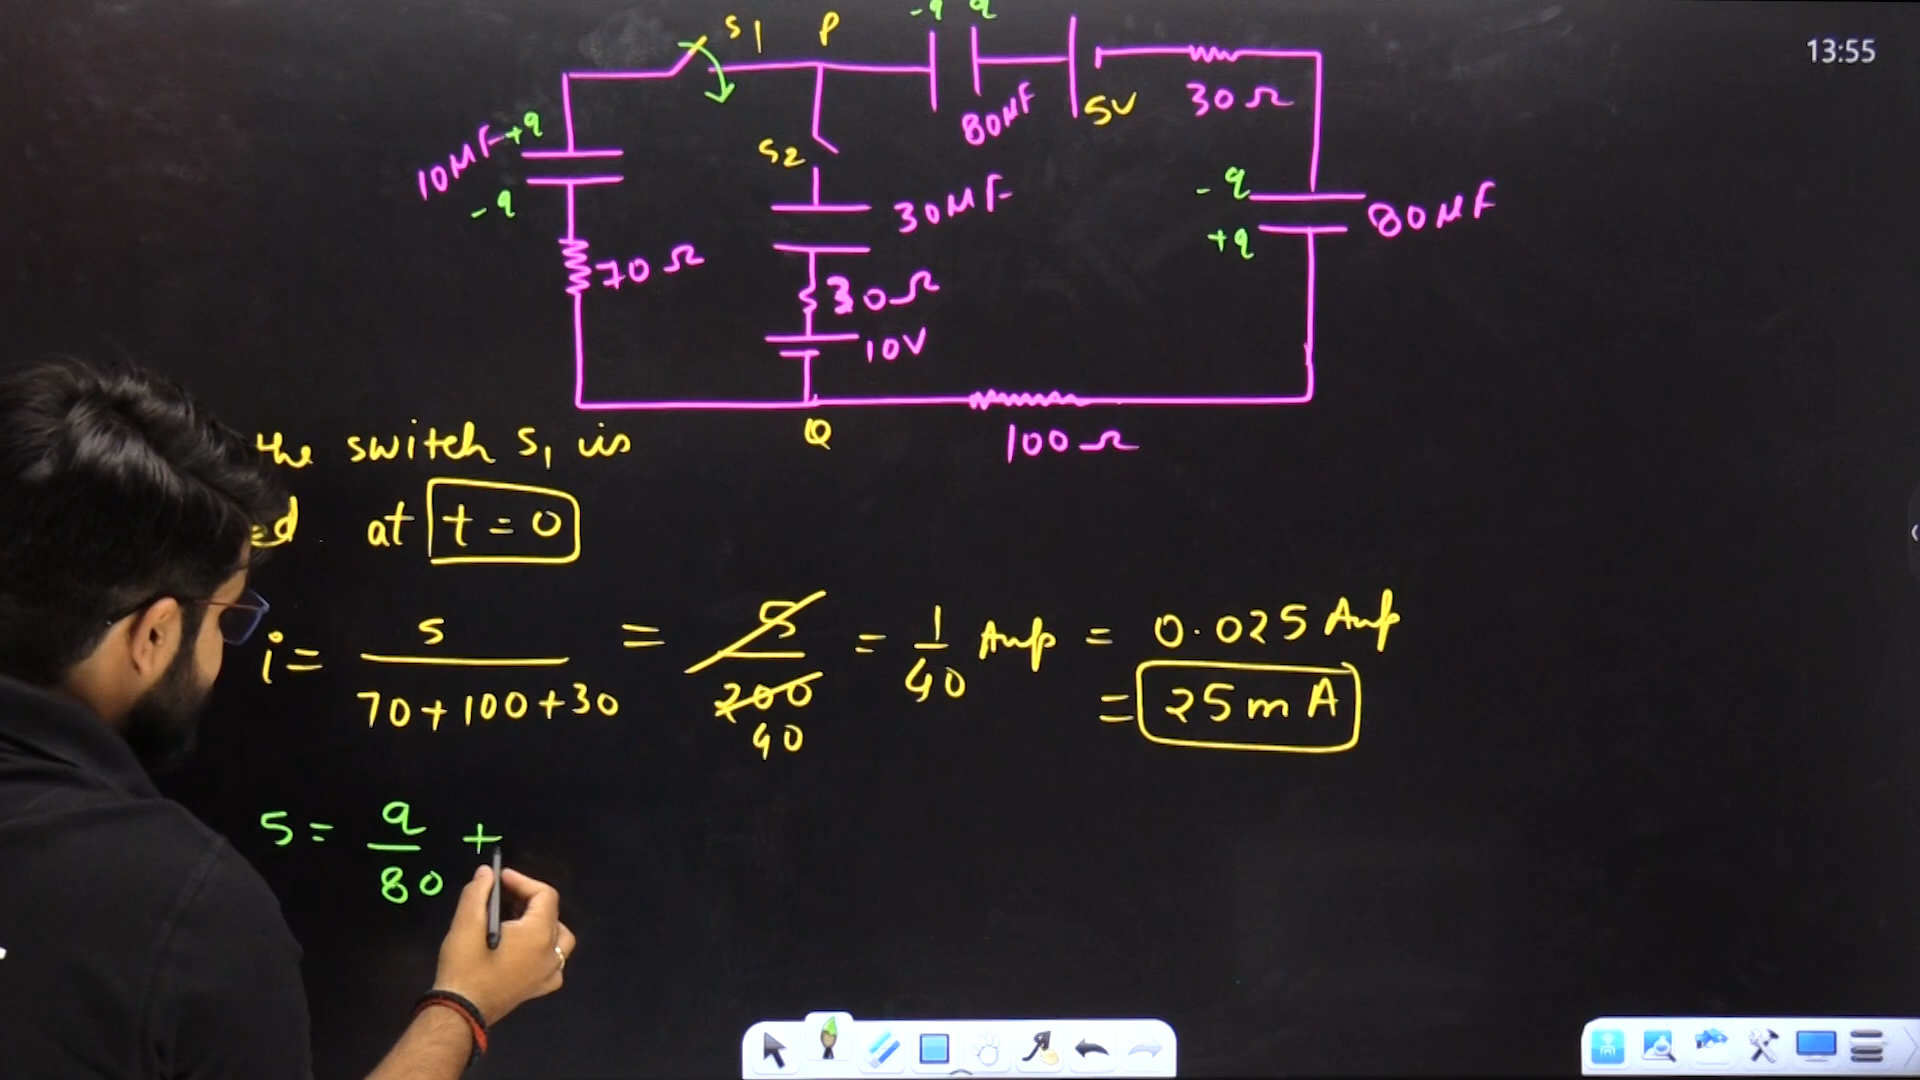 -q q
S1 P
13:55
5V
30Ω
80μF
10μF +q
-q
S2
30μF
-q
+q
80μF
70Ω
30Ω
10V
100Ω
Q
the switch S1 is
ed. at t = 0
i = 5 / 70+100+30 = 5 / 200 40 = 1 / 40 Amp = 0.025 Amp
= 25 mA
5 = q / 80 +